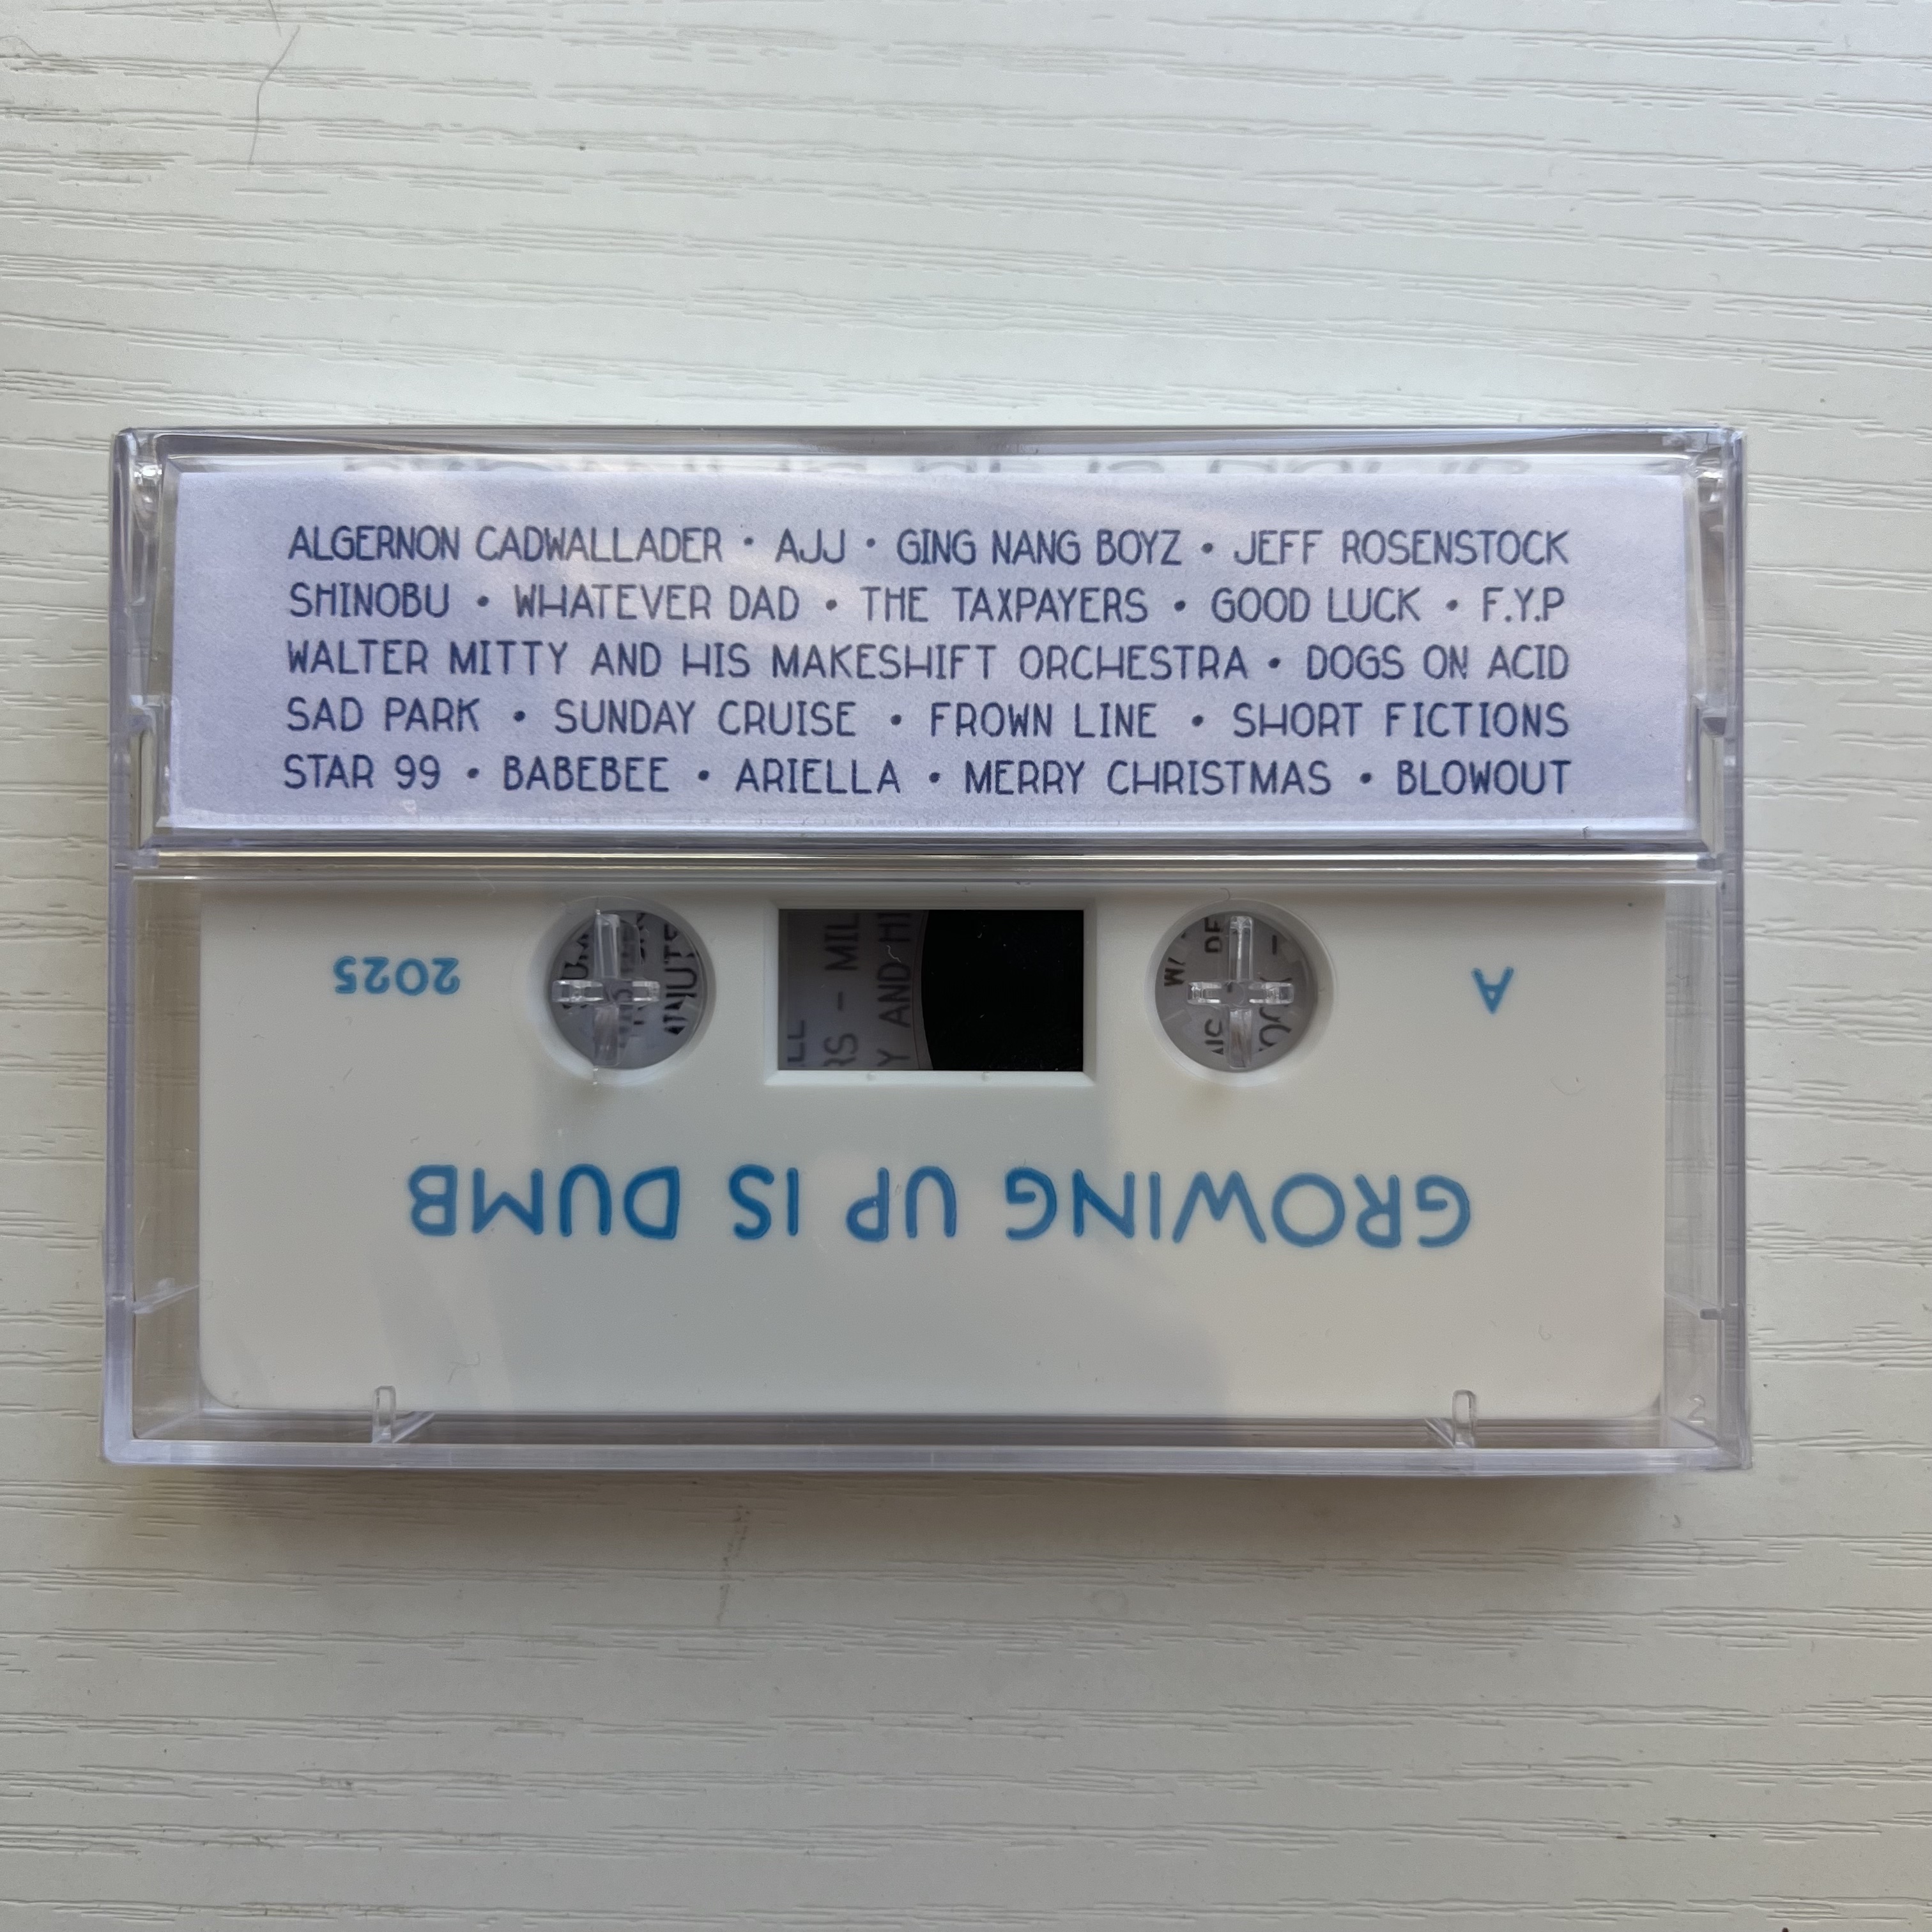 ALGERNON CADWALLADER • AJJ • GING NANG BOYZ • JEFF ROSENSTOCK
SHINOBU • WHATEVER DAD • THE TAXPAYERS • GOOD LUCK • F.Y.P
WALTER MITTY AND HIS MAKESHIFT ORCHESTRA • DOGS ON ACID
SAD PARK • SUNDAY CRUISE • FROWN LINE • SHORT FICTIONS
STAR 99 • BABEBEE • ARIELLA • MERRY CHRISTMAS • BLOWOUT
A
2025
GROWING UP IS DUMB
AND
2